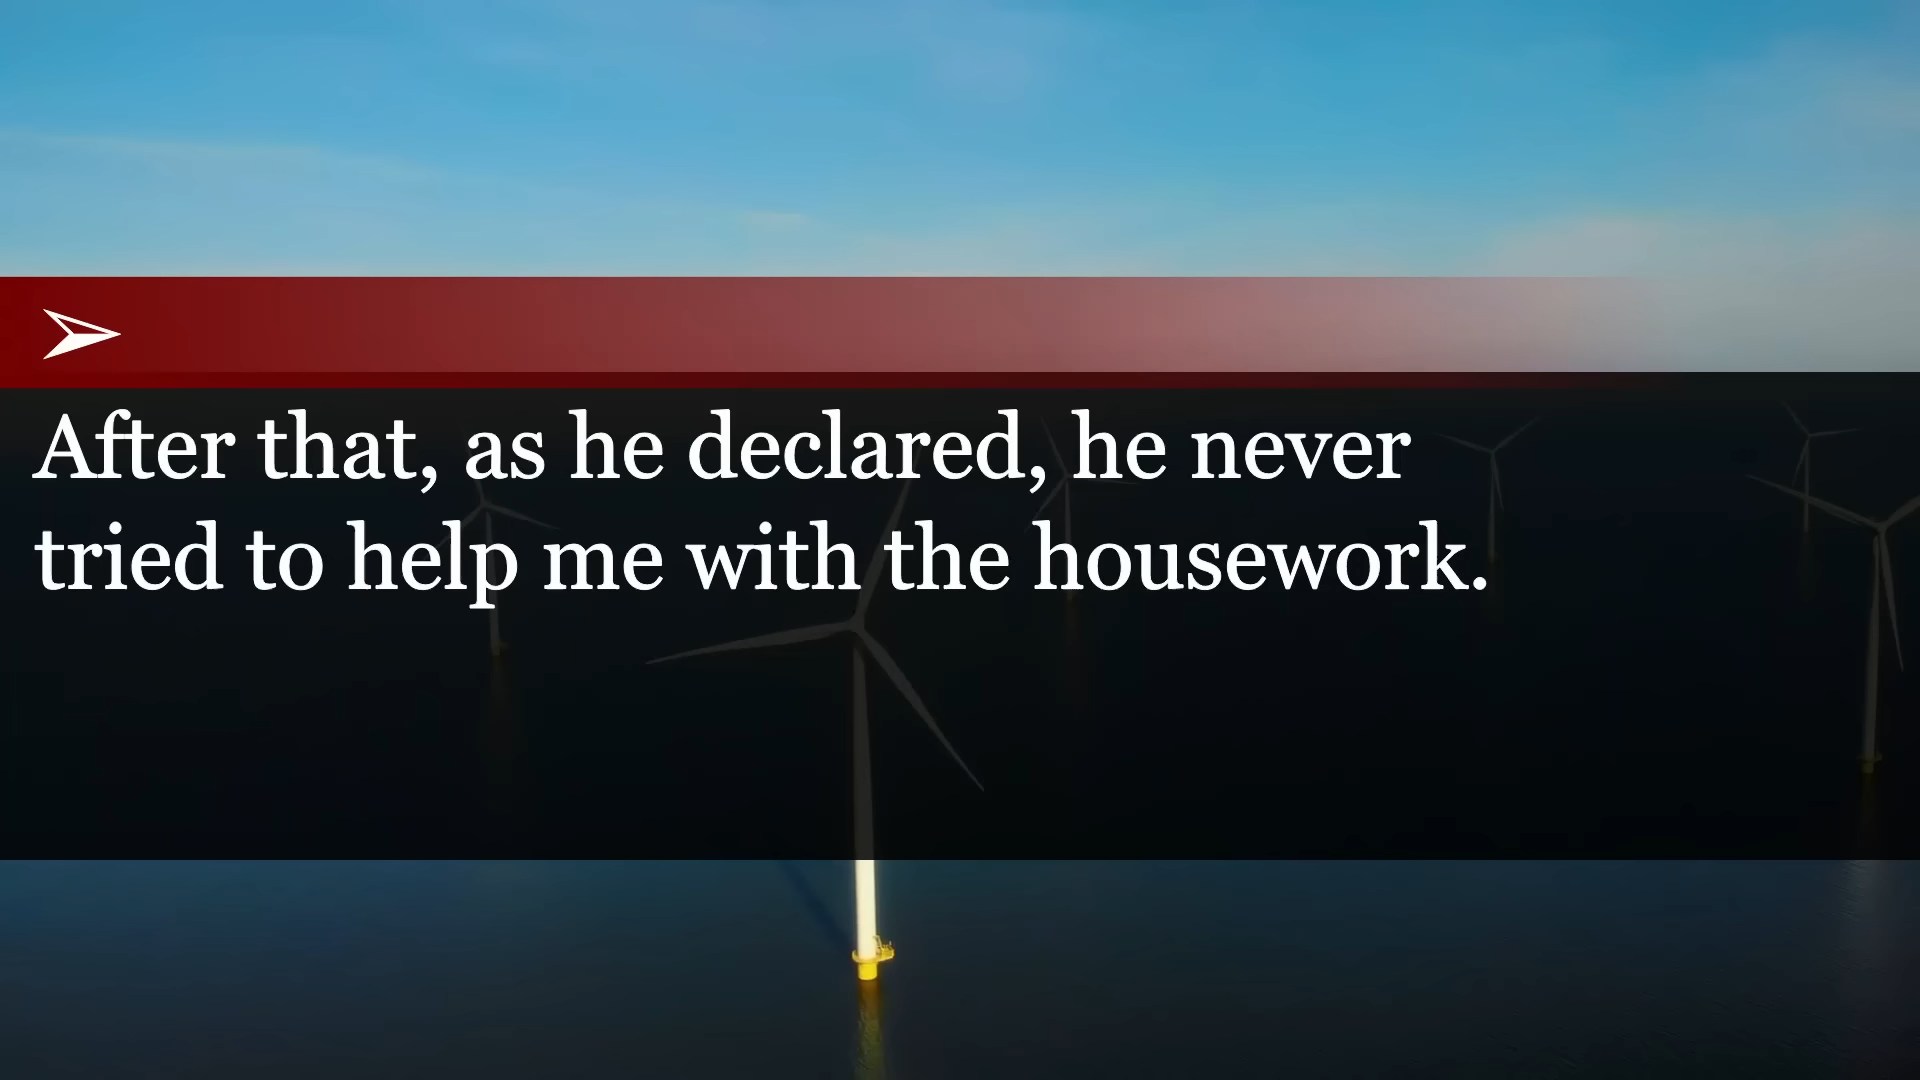 After that, as he declared, he never
tried to help me with the housework.